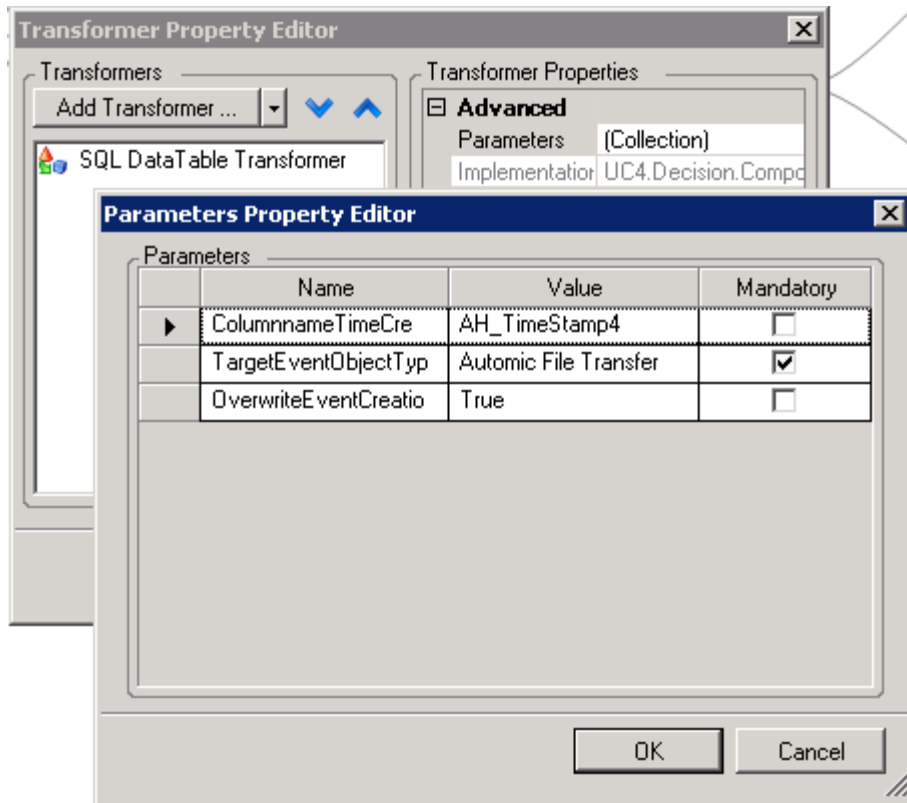 Transformer Property Editor
Transformers
Transformer Properties
Add Transformer ...
Advanced
Parameters (Collection)
Implementation UC4.Decision.Compo
SQL DataTable Transformer
Parameters Property Editor
Parameters
Name Value Mandatory
ColumnnameTimeCre AH_TimeStamp4
TargetEventObjectTyp Automic File Transfer
OverwriteEventCreatio True
OK Cancel